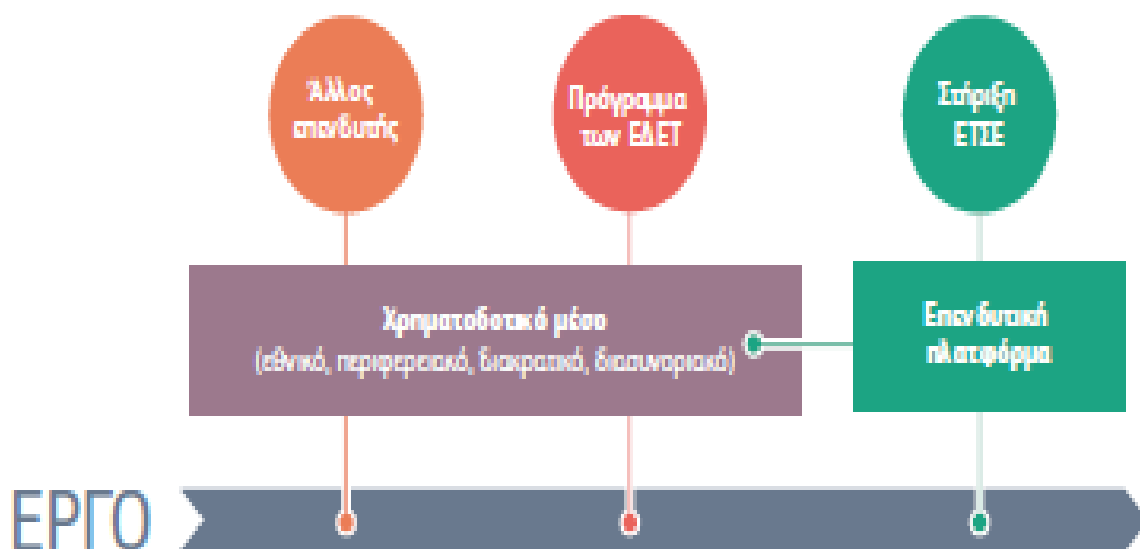 Άλλος
επενδυτής
Πρόγραμμα
των ΕΔΕΤ
Στήριξη
ΕΤΣΕ
Χρηματοδοτικό μέσο
(εθνικό, περιφερειακό, διακρατικό, διασυνοριακό)
Επενδυτική
πλατφόρμα
ΕΡΓΟ